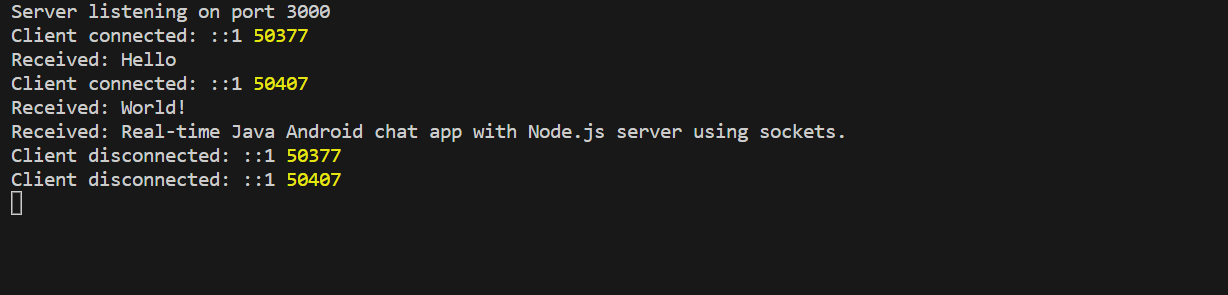 Server listening on port 3000
Client connected: ::1 50377
Received: Hello
Client connected: ::1 50407
Received: World!
Received: Real-time Java Android chat app with Node.js server using sockets.
Client disconnected: ::1 50377
Client disconnected: ::1 50407